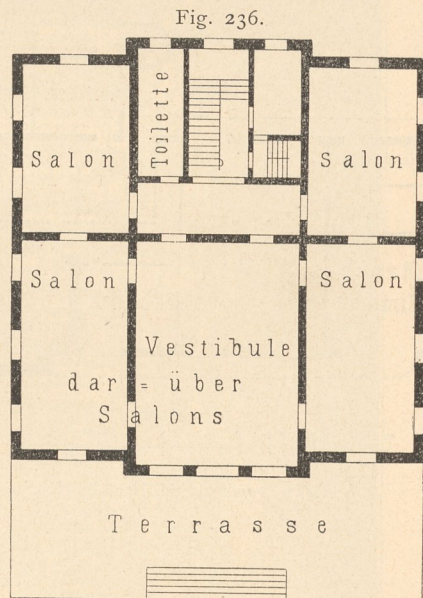 Fig. 236.
Toilette
Salon
Salon
Salon
Salon
Vestibule
dar = über
Salons
Terrasse